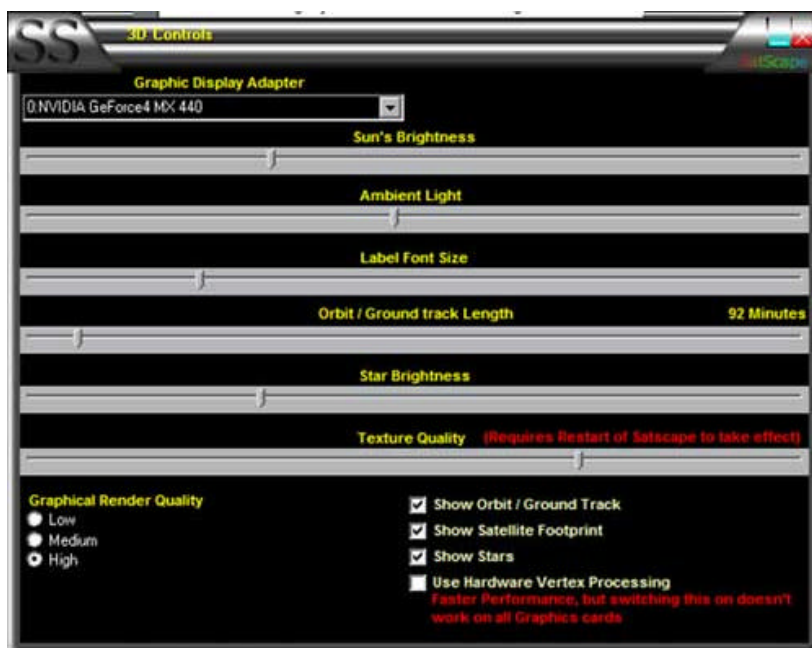 SS
3D Controls
SatScape
Graphic Display Adapter
0:NVIDIA GeForce4 MX 440
Sun's Brightness
Ambient Light
Label Font Size
Orbit / Ground track Length
92 Minutes
Star Brightness
Texture Quality (Requires Restart of Satscape to take effect)
Graphical Render Quality
Low
Medium
High
Show Orbit / Ground Track
Show Satellite Footprint
Show Stars
Use Hardware Vertex Processing
Faster Performance, but switching this on doesn't
work on all Graphics cards